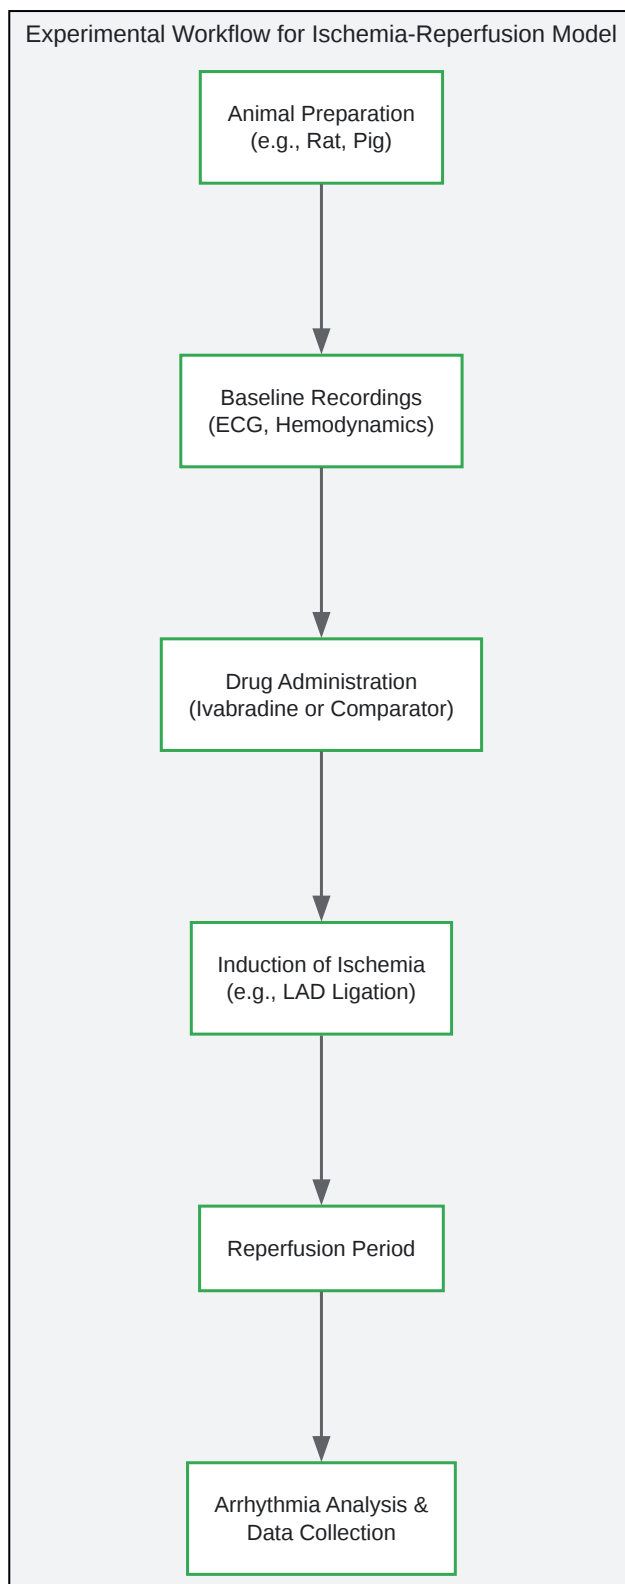 Experimental Workflow for Ischemia-Reperfusion Model
Animal Preparation
(e.g., Rat, Pig)
Baseline Recordings
(ECG, Hemodynamics)
Drug Administration
(Ivabradine or Comparator)
Induction of Ischemia
(e.g., LAD Ligation)
Reperfusion Period
Arrhythmia Analysis &
Data Collection